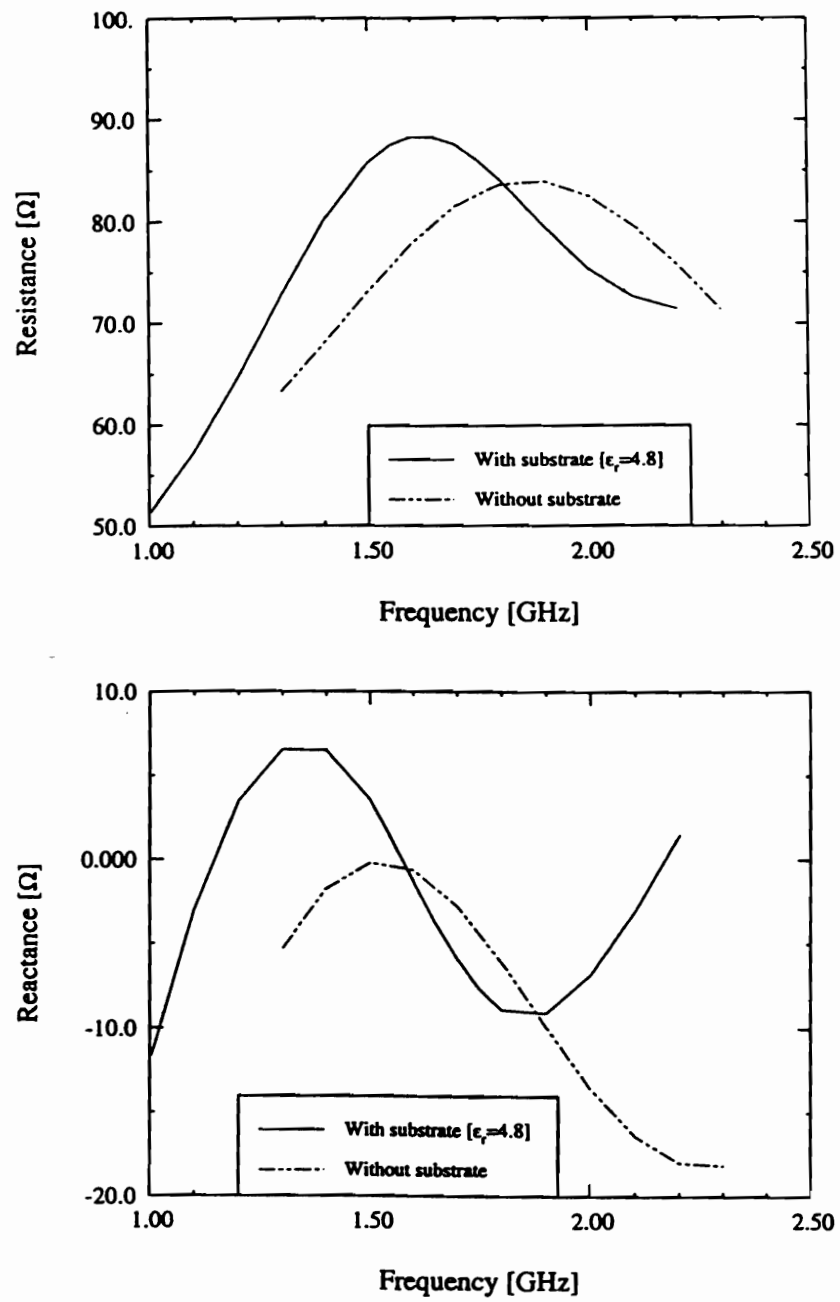 100.
90.0
80.0
70.0
60.0
50.0
Resistance [Ω]
With substrate [εr=4.8]
Without substrate
1.00 1.50 2.00 2.50
Frequency [GHz]
10.0
0.000
-10.0
-20.0
Reactance [Ω]
With substrate [εr=4.8]
Without substrate
1.00 1.50 2.00 2.50
Frequency [GHz]